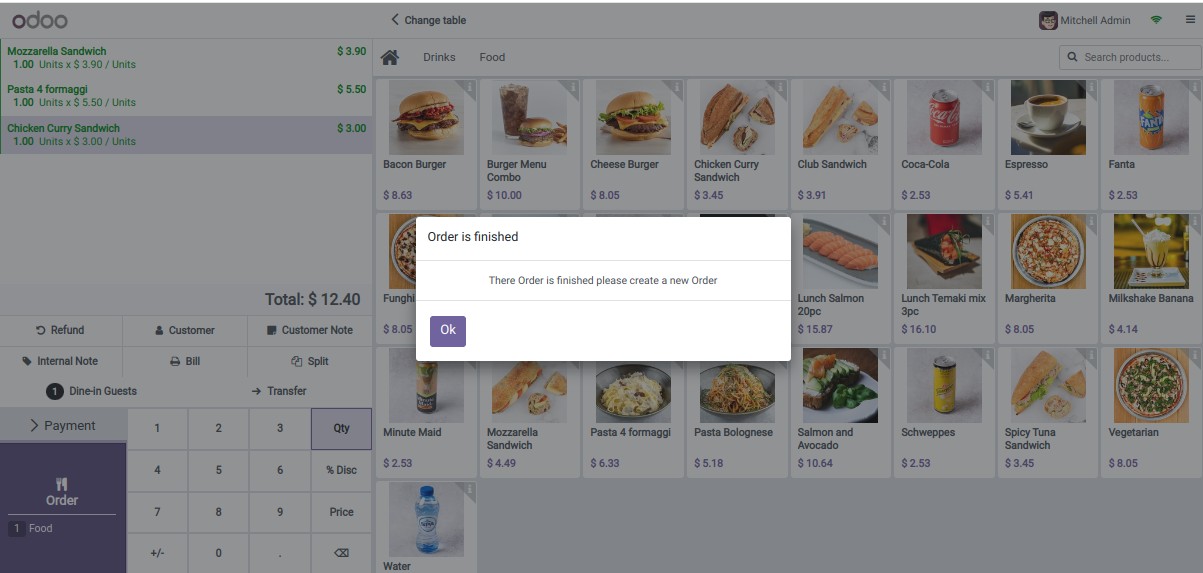 odoo
Change table
Mitchell Admin
Mozzarella Sandwich $ 3.90
1.00 Units x $ 3.90 / Units
Pasta 4 formaggi $ 5.50
1.00 Units x $ 5.50 / Units
Chicken Curry Sandwich $ 3.00
1.00 Units x $ 3.00 / Units
Total: $ 12.40
Refund Customer Customer Note
Internal Note Bill Split
1 Dine-in Guests Transfer
Payment
1 2 3 Qty
4 5 6 % Disc
7 8 9 Price
+/- 0 .
Order
1 Food
Drinks Food Search products...
Bacon Burger
$ 8.63
Burger Menu
Combo
$ 10.00
Cheese Burger
$ 8.05
Chicken Curry
Sandwich
$ 3.45
Club Sandwich
$ 3.91
Coca-Cola
$ 2.53
Espresso
$ 5.41
FANTA
Fanta
$ 2.53
Funghi
$ 8.05
Lunch Salmon
20pc
$ 15.87
Lunch Temaki mix
3pc
$ 16.10
Margherita
$ 8.05
Milkshake Banana
$ 4.14
Minute Maid
$ 2.53
Mozzarella
Sandwich
$ 4.49
Pasta 4 formaggi
$ 6.33
Pasta Bolognese
$ 5.18
Salmon and
Avocado
$ 10.64
Schweppes
$ 2.53
Spicy Tuna
Sandwich
$ 3.45
Vegetarian
$ 8.05
Water
Order is finished
There Order is finished please create a new Order
Ok